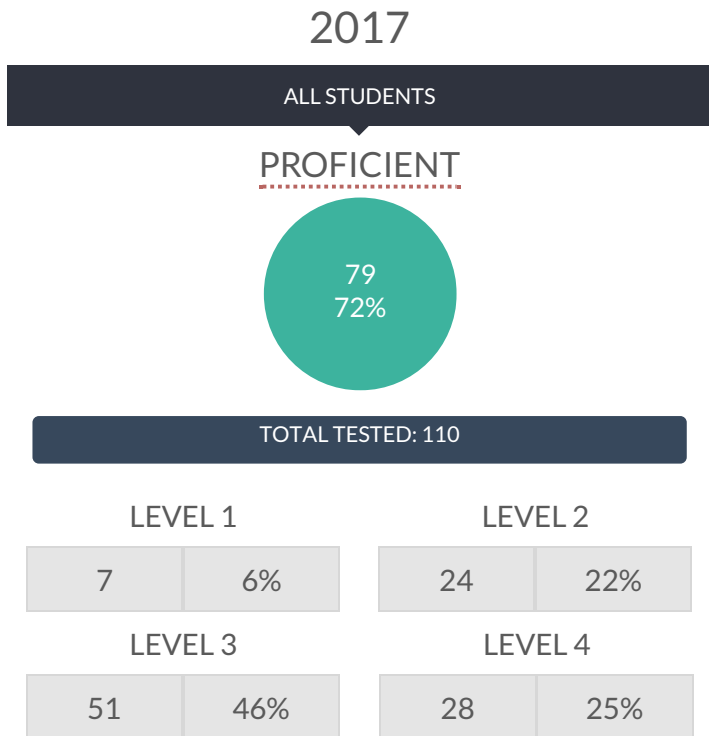 2017
ALL STUDENTS
PROFICIENT
79
72%
TOTAL TESTED: 110
LEVEL 1 LEVEL 2
7 6% 24 22%
LEVEL 3 LEVEL 4
51 46% 28 25%